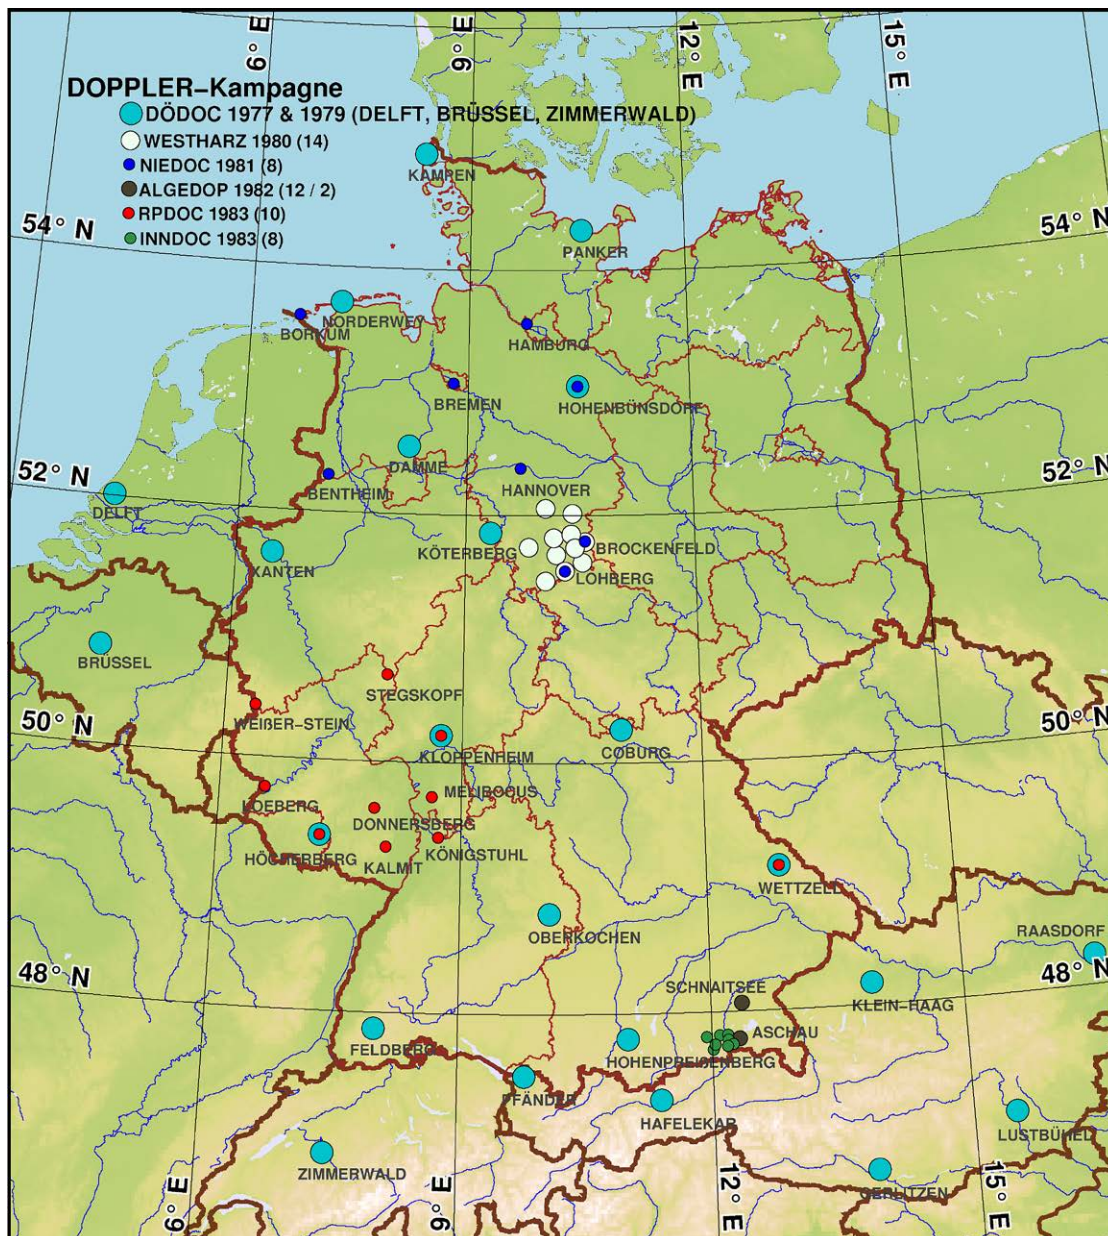 6° E
9° E
12° E
15° E
DOPPLER–Kampagne
DÖDOC 1977 & 1979 (DELFT, BRÜSSEL, ZIMMERWALD)
WESTHARZ 1980 (14)
NIEDOC 1981 (8)
ALGEDOP 1982 (12 / 2)
RPDOC 1983 (10)
INNDOC 1983 (8)
KAMPEN
54° N
54° N
PANKER
NORDERWEY
BORKUM
HAMBURG
BREMEN
HOHENBÜNSDORF
DAMME
52° N
52° N
BENTHEIM
HANNOVER
DELFT
KÖTERBERG
BROCKENFELD
XANTEN
LOHBERG
BRÜSSEL
STEGSKOPF
WEIßER–STEIN
50° N
50° N
KLOPPENHEIM
COBURG
MELIBOCUS
LOEBERG
DONNERSBERG
HÖCHERBERG
KÖNIGSTUHL
KALMIT
WETTZELL
OBERKOCHEN
RAASDORF
48° N
48° N
SCHNAITSEE
KLEIN–HAAG
ASCHAU
FELDBERG
HOHENPREISENBERG
PFÄNDER
HAFELEKAR
LUSTBÜHEL
ZIMMERWALD
GERLITZEN
6° E
9° E
12° E
15° E